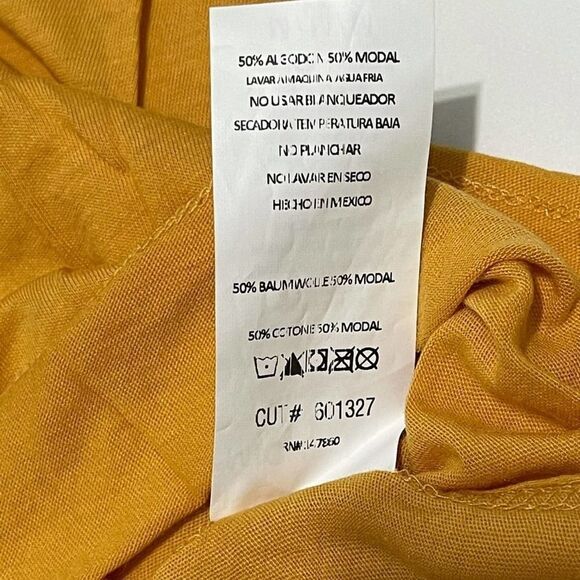 50% ALGODON 50% MODAL
LAVAR A MAQUINA AGUA FRIA
NO USAR BLANQUEADOR
SECADORA TEMPERATURA BAJA
NO PLANCHAR
NO LAVAR EN SECO
HECHO EN MEXICO
50% BAUMWOLLE 50% MODAL
50% COTONE 50% MODAL
CUT# 601327